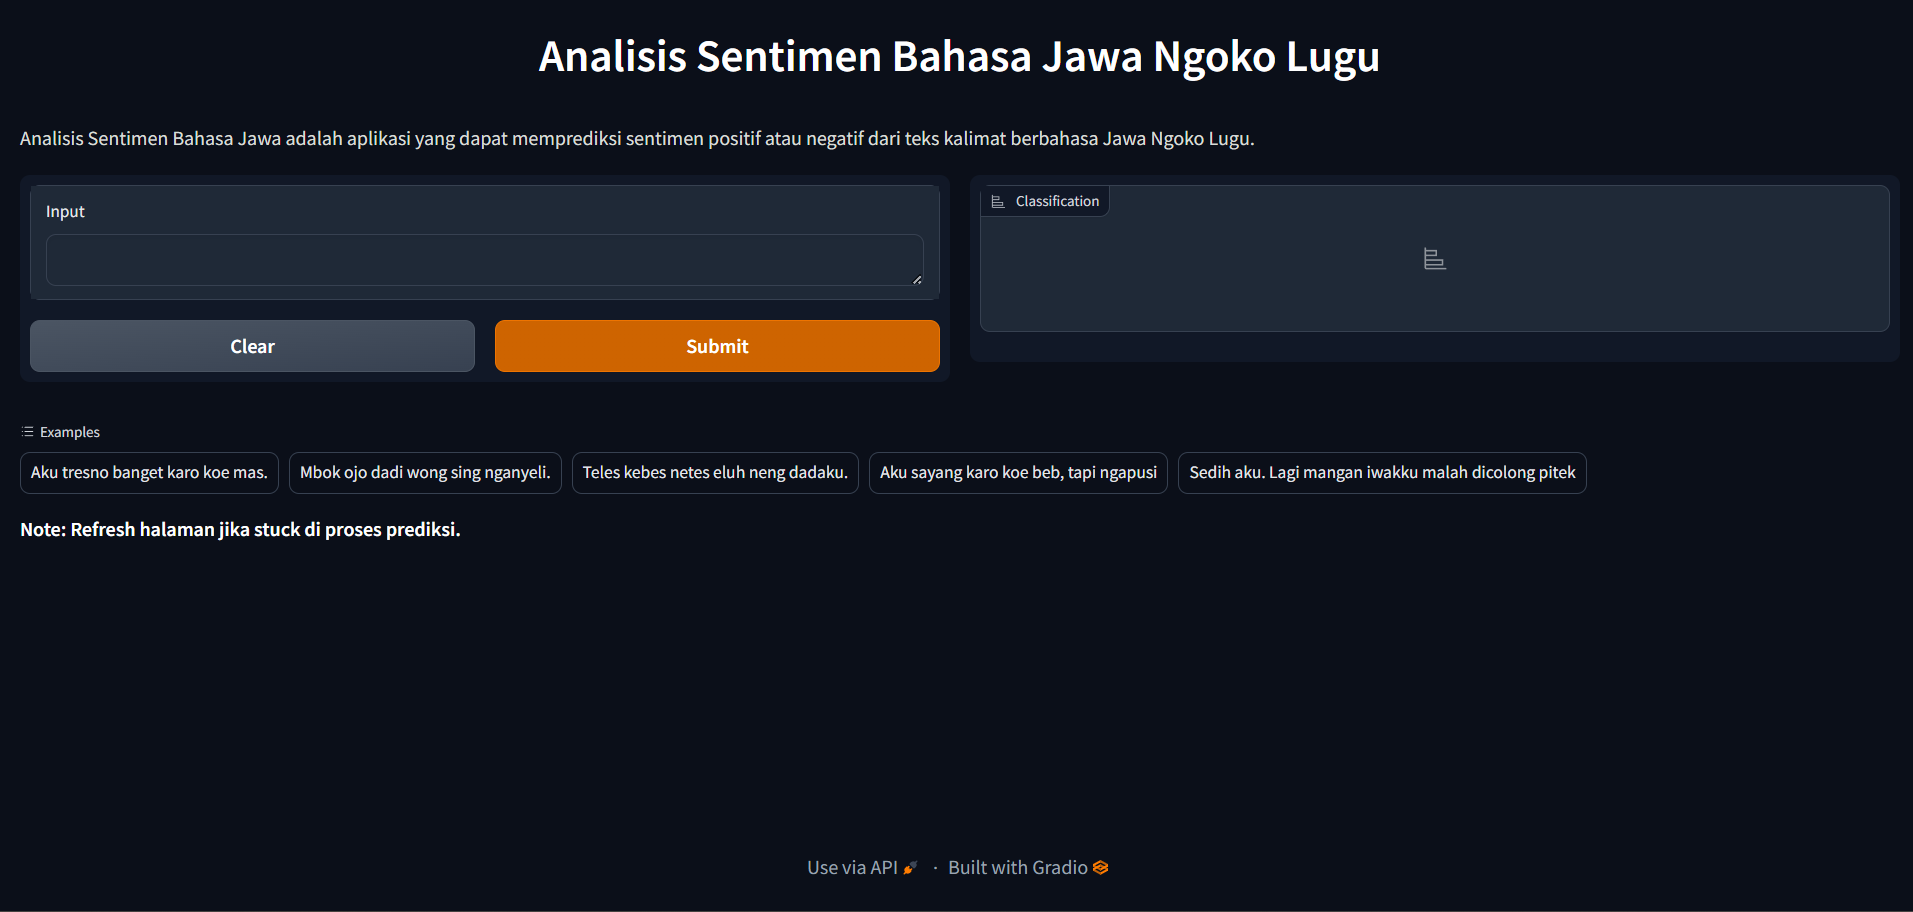 Analisis Sentimen Bahasa Jawa Ngoko Lugu
Analisis Sentimen Bahasa Jawa adalah aplikasi yang dapat memprediksi sentimen positif atau negatif dari teks kalimat berbahasa Jawa Ngoko Lugu.
Input
Classification
Clear
Submit
Examples
Aku tresno banget karo koe mas.
Mbok ojo dadi wong sing nganyeli.
Teles kebes netes eluh neng dadaku.
Aku sayang karo koe beb, tapi ngapusi
Sedih aku. Lagi mangan iwakku malah dicolong pitek
Note: Refresh halaman jika stuck di proses prediksi.
Use via API · Built with Gradio